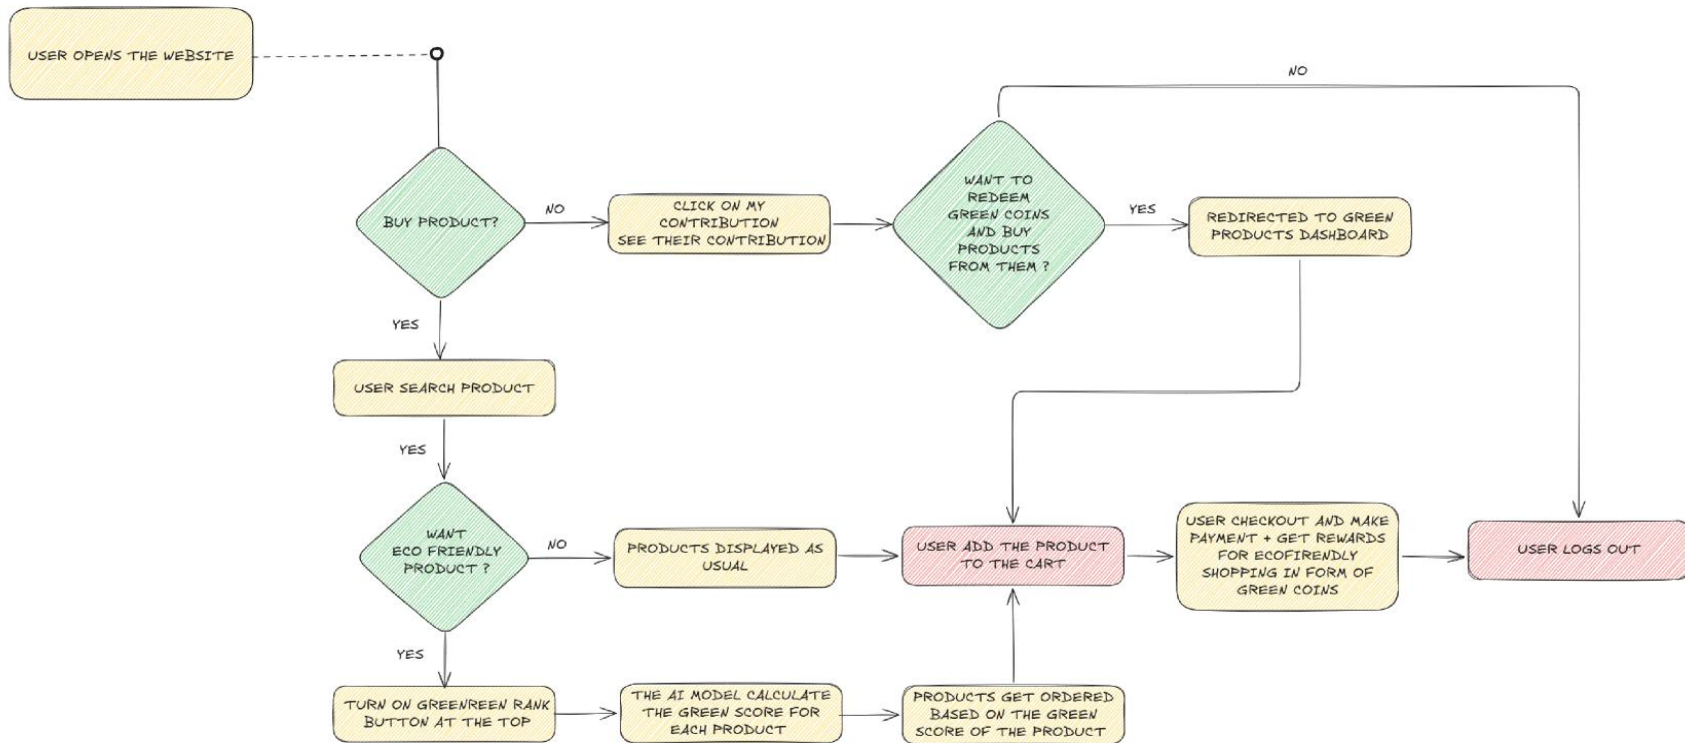 USER OPENS THE WEBSITE
NO
BUY PRODUCT?
NO
CLICK ON MY
CONTRIBUTION
SEE THEIR CONTRIBUTION
WANT TO
REDEEM
GREEN COINS
AND BUY
PRODUCTS
FROM THEM ?
YES
REDIRECTED TO GREEN
PRODUCTS DASHBOARD
YES
USER SEARCH PRODUCT
YES
WANT
ECO FRIENDLY
PRODUCT ?
NO
PRODUCTS DISPLAYED AS
USUAL
USER ADD THE PRODUCT
TO THE CART
USER CHECKOUT AND MAKE
PAYMENT + GET REWARDS
FOR ECOFIRENDLY
SHOPPING IN FORM OF
GREEN COINS
USER LOGS OUT
YES
TURN ON GREENREEN RANK
BUTTON AT THE TOP
THE AI MODEL CALCULATE
THE GREEN SCORE FOR
EACH PRODUCT
PRODUCTS GET ORDERED
BASED ON THE GREEN
SCORE OF THE PRODUCT